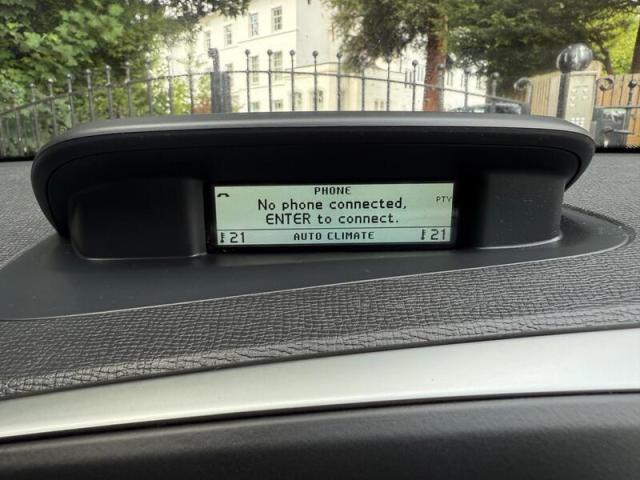 PHONE
No phone connected,
PTY
ENTER to connect.
21 AUTO CLIMATE 21